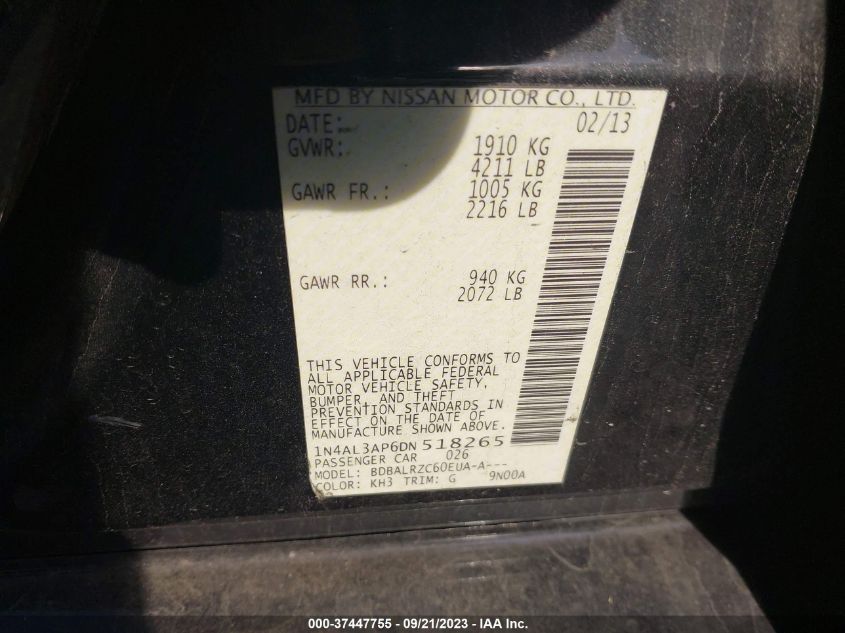 MFD BY NISSAN MOTOR CO., LTD.
DATE: 02/13
GVWR: 1910 KG
4211 LB
GAWR FR.: 1005 KG
2216 LB
GAWR RR.: 940 KG
2072 LB
THIS VEHICLE CONFORMS TO
ALL APPLICABLE FEDERAL
MOTOR VEHICLE SAFETY,
BUMPER, AND THEFT
PREVENTION STANDARDS IN
EFFECT ON THE DATE OF
MANUFACTURE SHOWN ABOVE.
1N4AL3AP6DN 518265
PASSENGER CAR 026
MODEL: BDBALRZC60EUA-A---
COLOR: KH3 TRIM: G 9N00A
000-37447755 - 09/21/2023 - IAA Inc.